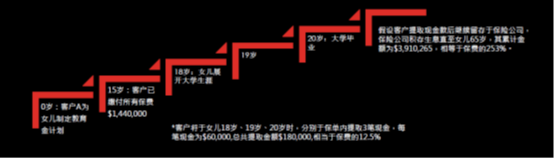 0岁：客户A为
女儿制定教育
金计划
15岁：客户已
缴付所有保费
$1,440,000
18岁：女儿展
开大学生涯
19岁
20岁：大学毕
业
假设客户提取现金款后继续留存于保险公司，
保险公司积存生息直至女儿65岁，其累计金
额为$3,910,265，相等于保费的253%。
*客户将于女儿18岁、19岁、20岁时，分别于保单内提取3笔现金，每
笔现金为$60,000,总共提取金额$180,000,相当于保费的12.5%